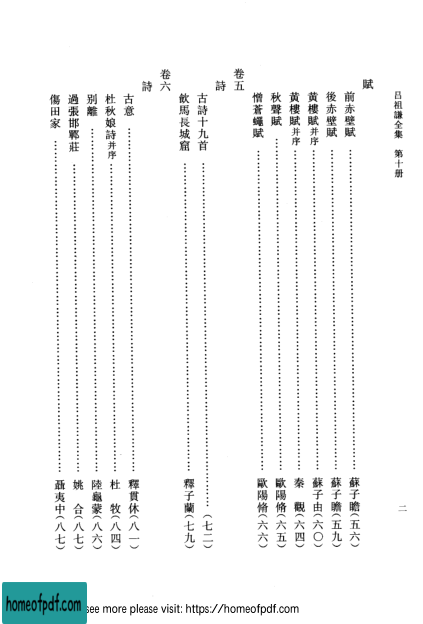 呂祖謙全集　第十册
二
賦
前赤壁賦……蘇子瞻（五六）
後赤壁賦……蘇子瞻（五九）
黃樓賦并序……蘇子由（六〇）
黃樓賦并序……秦　觀（六四）
秋聲賦……歐陽脩（六五）
憎蒼蠅賦……歐陽脩（六六）
卷五
詩
古詩十九首……（七二）
飲馬長城窟……釋子蘭（七九）
卷六
詩
古意……釋貫休（八一）
杜秋娘詩并序……杜　牧（八四）
別離……陸龜蒙（八六）
過張邯鄲莊……姚　合（八七）
傷田家……聶夷中（八七）
homeofpdf.com
see more please visit: https://homeofpdf.com